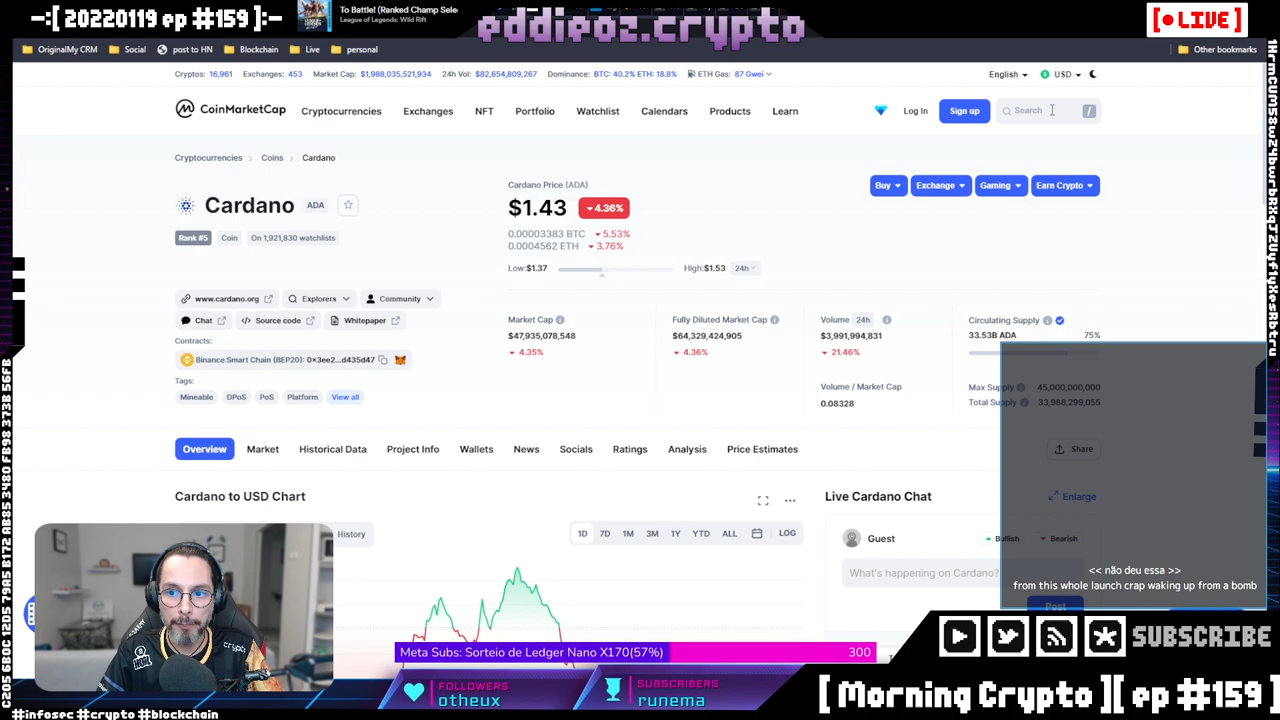 -:[ 20220119 ep #159 ]:-
To Battle! (Ranked Champ Sele
League of Legends: Wild Rift
eddieoz.crypto
[ LIVE ]
OriginalMy CRM
Social
post to HN
Blockchain
Live
personal
Other bookmarks
Cryptos: 16,961 Exchanges: 453 Market Cap: $1,988,035,521,934 24h Vol: $82,654,809,267 Dominance: BTC: 40.2% ETH: 18.8% ETH Gas: 87 Gwei
English
USD
CoinMarketCap
Cryptocurrencies
Exchanges
NFT
Portfolio
Watchlist
Calendars
Products
Learn
Log In
Sign up
Search
/
Cryptocurrencies
Coins
Cardano
Cardano
ADA
Rank #5
Coin
On 1,921,830 watchlists
Cardano Price (ADA)
$1.43
4.36%
0.00003383 BTC 5.53%
0.0004562 ETH 3.76%
Low:$1.37
High:$1.53
24h
Buy
Exchange
Gaming
Earn Crypto
www.cardano.org
Explorers
Community
Chat
Source code
Whitepaper
Contracts:
Binance Smart Chain (BEP20): 0x3ee2...d435d47
Tags:
Mineable
DPoS
PoS
Platform
View all
Market Cap
$47,935,078,548
4.35%
Fully Diluted Market Cap
$64,329,424,905
4.36%
Volume 24h
$3,991,994,831
21.46%
Volume / Market Cap
0.08328
Circulating Supply
33.53B ADA
75%
Max Supply
45,000,000,000
Total Supply
33,988,299,055
Overview
Market
Historical Data
Project Info
Wallets
News
Socials
Ratings
Analysis
Price Estimates
Share
Cardano to USD Chart
History
1D
7D
1M
3M
1Y
YTD
ALL
LOG
Live Cardano Chat
Enlarge
Guest
Bullish
Bearish
What's happening on Cardano?
Post
<< não deu essa >>
from this whole launch crap waking up from a bomb
Meta Subs: Sorteio de Ledger Nano X170(57%)
300
FOLLOWERS
otheux
SUBSCRIBERS
runema
SUBSCRIBE
[ Morning Crypto ][ ep #159 ]
#infosec #crypto #blockchain